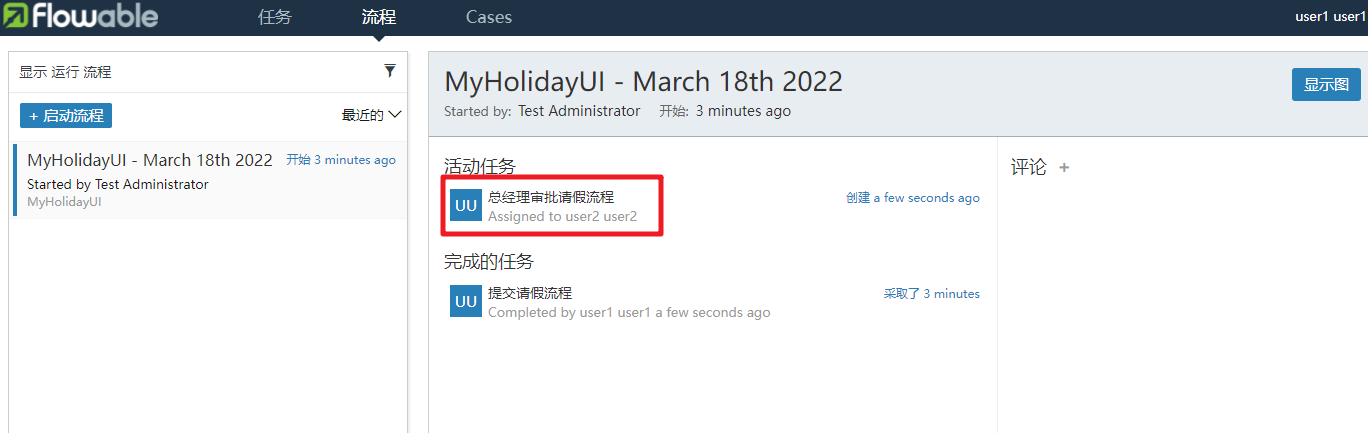 flowable
任务
流程
Cases
user1 user1
显示 运行 流程
+ 启动流程
最近的
MyHolidayUI - March 18th 2022
开始 3 minutes ago
Started by Test Administrator
MyHolidayUI
MyHolidayUI - March 18th 2022
Started by: Test Administrator 开始: 3 minutes ago
显示图
活动任务
UU
总经理审批请假流程
创建 a few seconds ago
Assigned to user2 user2
完成的任务
UU
提交请假流程
采取了 3 minutes
Completed by user1 user1 a few seconds ago
评论 +